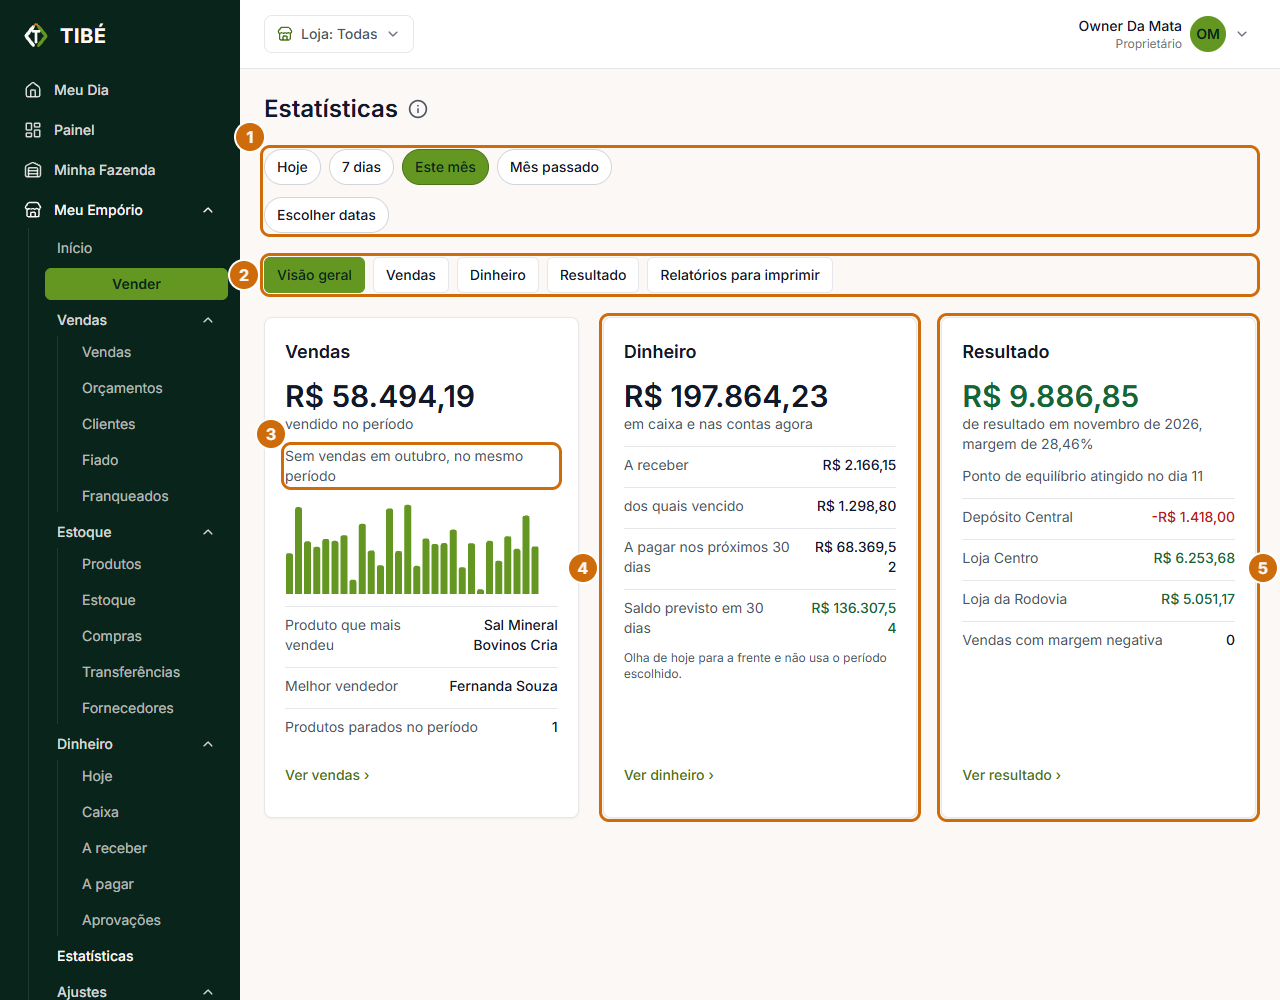 TIBÉ
Meu Dia
Painel
Minha Fazenda
Meu Empório
Início
Vender
Vendas
Vendas
Orçamentos
Clientes
Fiado
Franqueados
Estoque
Produtos
Estoque
Compras
Transferências
Fornecedores
Dinheiro
Hoje
Caixa
A receber
A pagar
Aprovações
Estatísticas
Ajustes
Loja: Todas
Owner Da Mata
Proprietário
OM
Estatísticas
1
Hoje
7 dias
Este mês
Mês passado
Escolher datas
2
Visão geral
Vendas
Dinheiro
Resultado
Relatórios para imprimir
Vendas
R$ 58.494,19
vendido no período
3
Sem vendas em outubro, no mesmo
período
Produto que mais
vendeu
Sal Mineral
Bovinos Cria
Melhor vendedor
Fernanda Souza
Produtos parados no período
1
Ver vendas ›
4
Dinheiro
R$ 197.864,23
em caixa e nas contas agora
A receber
R$ 2.166,15
dos quais vencido
R$ 1.298,80
A pagar nos próximos 30
dias
R$ 68.369,5
2
Saldo previsto em 30
dias
R$ 136.307,5
4
Olha de hoje para a frente e não usa o período
escolhido.
Ver dinheiro ›
5
Resultado
R$ 9.886,85
de resultado em novembro de 2026,
margem de 28,46%
Ponto de equilíbrio atingido no dia 11
Depósito Central
-R$ 1.418,00
Loja Centro
R$ 6.253,68
Loja da Rodovia
R$ 5.051,17
Vendas com margem negativa
0
Ver resultado ›